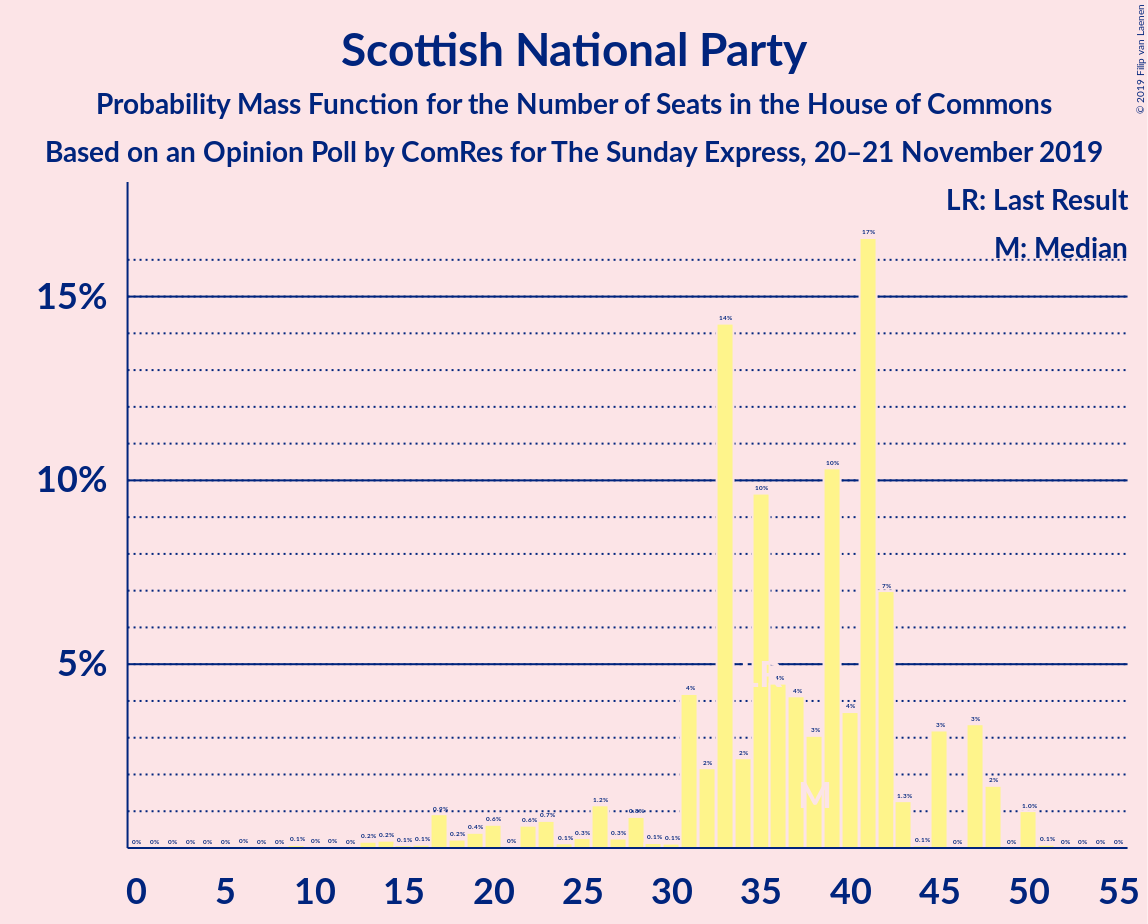 Scottish National Party
Probability Mass Function for the Number of Seats in the House of Commons
Based on an Opinion Poll by ComRes for The Sunday Express, 20–21 November 2019
© 2019 Filip van Laenen
LR: Last Result
M: Median
15%
10%
5%
0% 0% 0% 0% 0% 0% 0% 0% 0% 0.1% 0% 0% 0% 0.2% 0.2% 0.1% 0.1% 0.9% 0.2% 0.4% 0.6% 0% 0.6% 0.7% 0.1% 0.3% 1.2% 0.3% 0.8% 0.1% 0.1% 4% 2% 14% 2% 10% 4% 4% 3% 10% 4% 17% 7% 1.3% 0.1% 3% 0% 3% 2% 0% 1.0% 0.1% 0% 0% 0% 0%
M
0 5 10 15 20 25 30 35 40 45 50 55